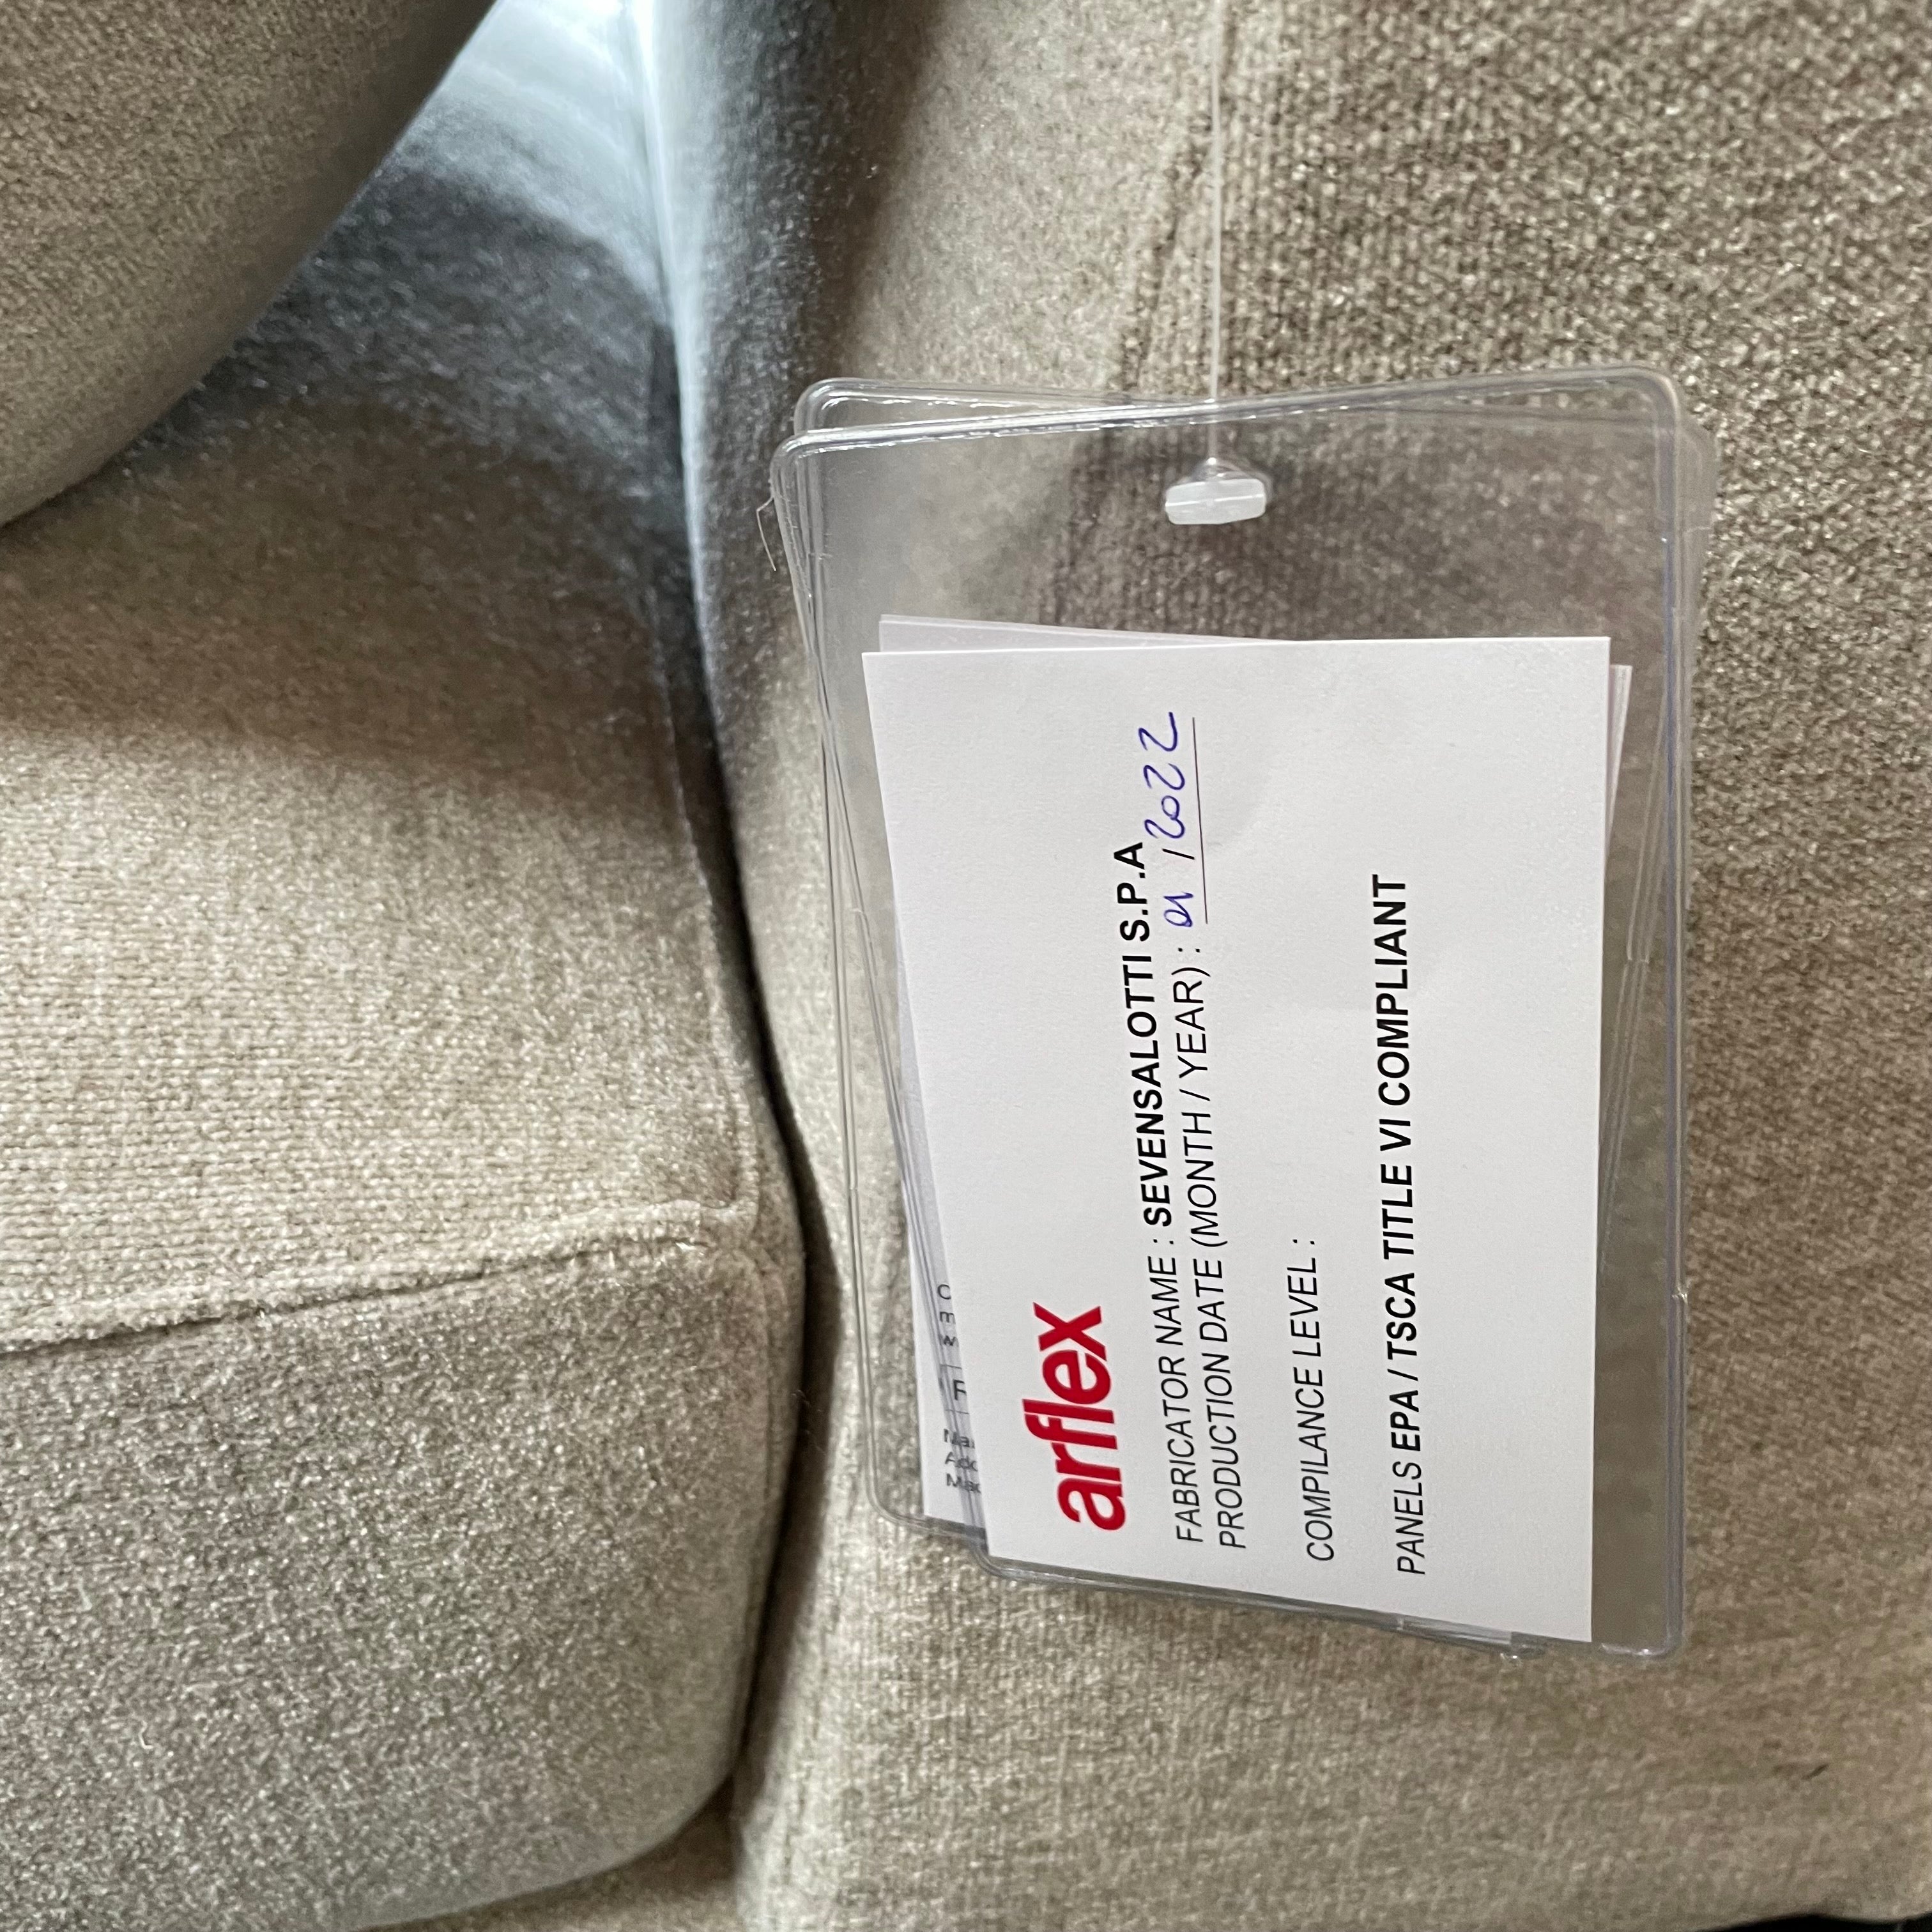 arflex
FABRICATOR NAME : SEVENSALOTTI S.P.A
PRODUCTION DATE (MONTH / YEAR) : 01 / 2022
COMPILANCE LEVEL :
PANELS EPA / TSCA TITLE VI COMPLIANT